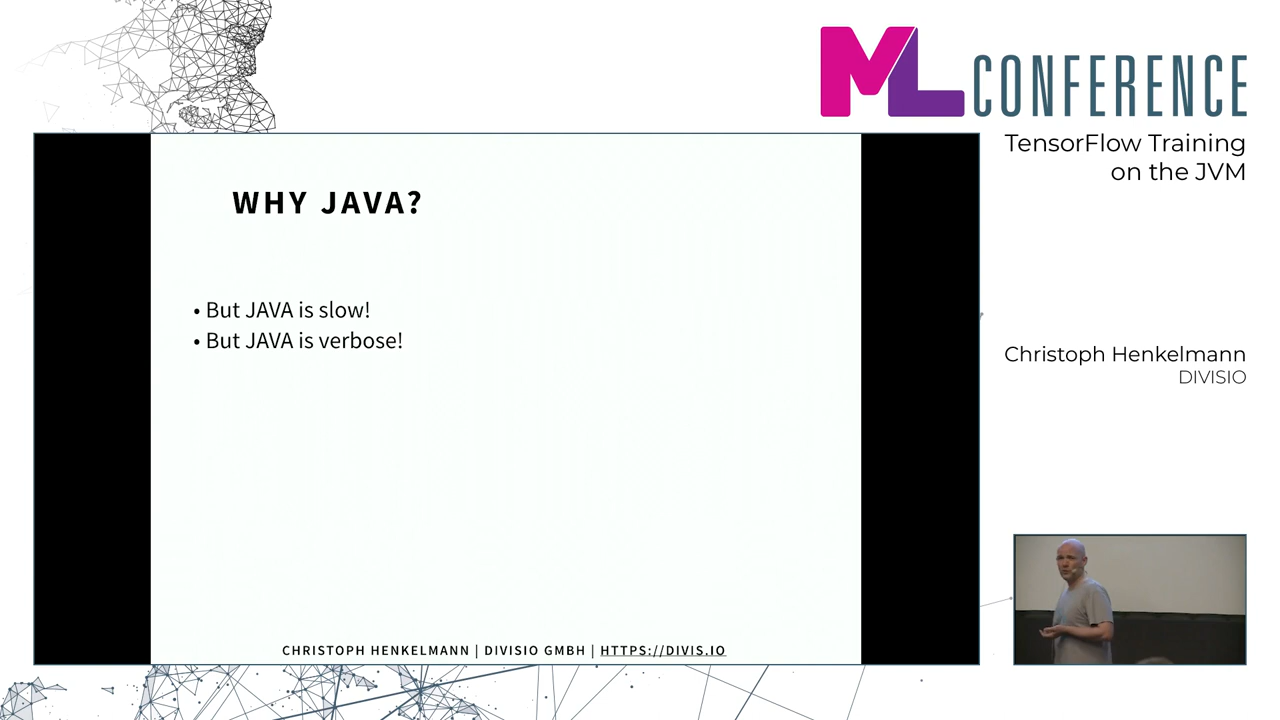 ML CONFERENCE
TensorFlow Training
on the JVM
WHY JAVA?
• But JAVA is slow!
• But JAVA is verbose!
Christoph Henkelmann
DIVISIO
CHRISTOPH HENKELMANN | DIVISIO GMBH | HTTPS://DIVIS.IO